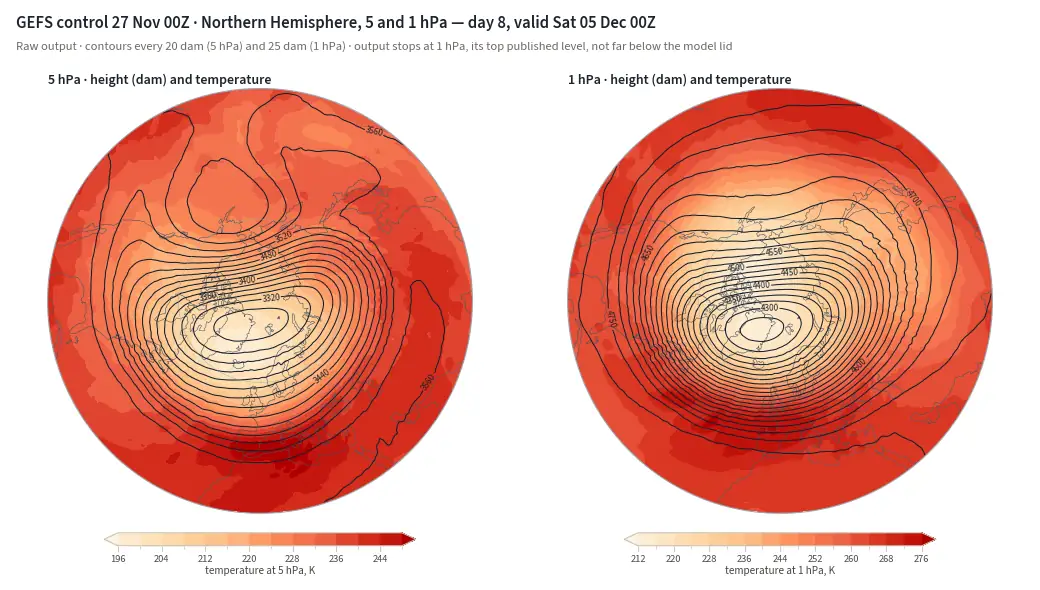 GEFS control 27 Nov 00Z · Northern Hemisphere, 5 and 1 hPa — day 8, valid Sat 05 Dec 00Z
Raw output · contours every 20 dam (5 hPa) and 25 dam (1 hPa) · output stops at 1 hPa, its top published level, not far below the model lid
5 hPa · height (dam) and temperature
1 hPa · height (dam) and temperature
3560
3520
3480
3400
3360
3320
3440
3560
4700
4650
4550
4500
4450
4400
4350
4300
4750
4600
196 204 212 220 228 236 244
temperature at 5 hPa, K
212 220 228 236 244 252 260 268 276
temperature at 1 hPa, K